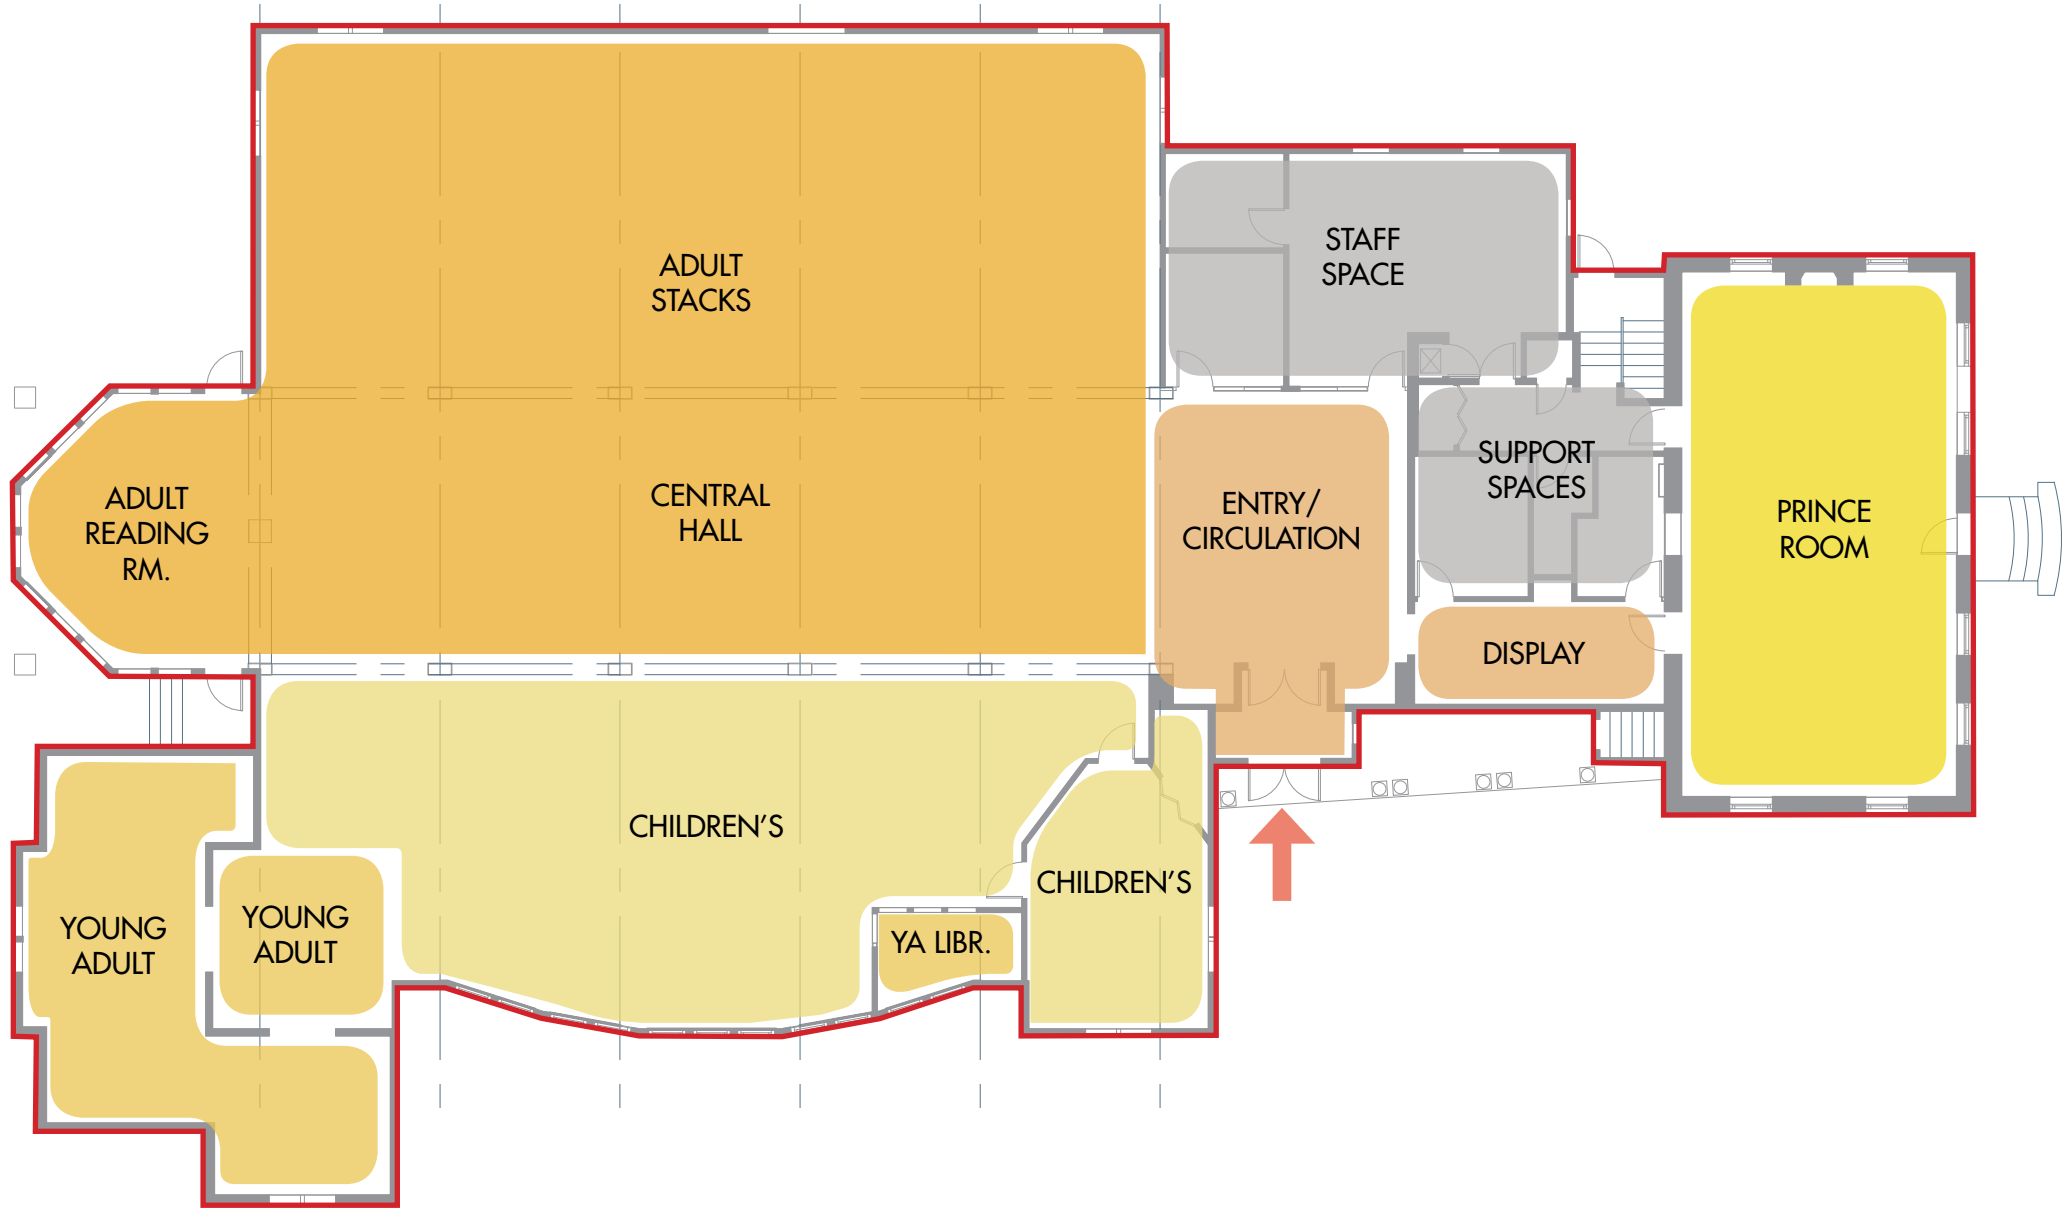 ADULT
STACKS
STAFF
SPACE
ADULT
READING
RM.
CENTRAL
HALL
ENTRY/
CIRCULATION
SUPPORT
SPACES
PRINCE
ROOM
DISPLAY
CHILDREN'S
CHILDREN'S
YOUNG
ADULT
YOUNG
ADULT
YA LIBR.